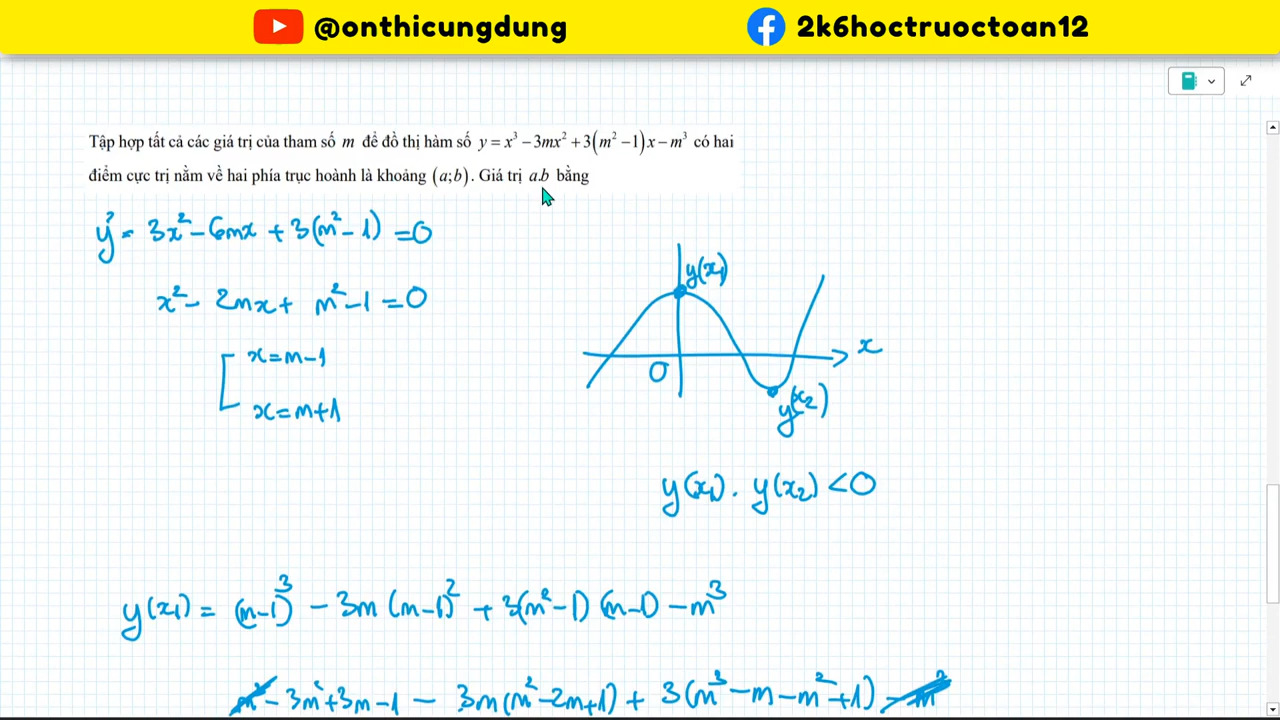 @onthicungdung 2k6hoctruoctoan12
Tập hợp tất cả các giá trị của tham số m để đồ thị hàm số y = x³ − 3mx² + 3(m² − 1)x − m³ có hai
điểm cực trị nằm về hai phía trục hoành là khoảng (a;b). Giá trị a.b bằng
y' = 3x² − 6mx + 3(m² − 1) = 0
x² − 2mx + m² − 1 = 0
x = m − 1
x = m + 1
y(x₁)
x
O
y(x₂)
y(x₁) . y(x₂) < 0
y(x₁) = (m−1)³ − 3m(m−1)² + 3(m²−1)(m−1) − m³
m³ − 3m² + 3m − 1 − 3m(m² − 2m + 1) + 3(m³ − m − m² + 1) − m³